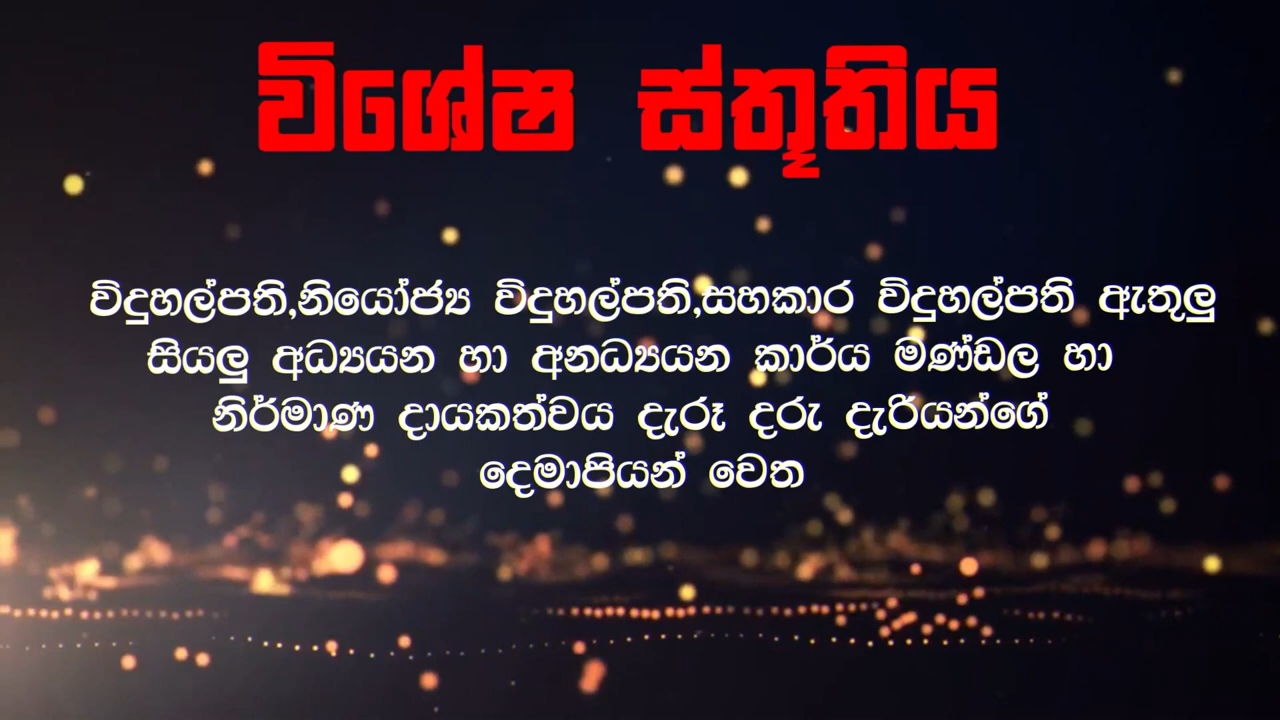 විශේෂ ස්තූතිය
විදුහල්පති,නියෝජ්‍ය විදුහල්පති,සහකාර විදුහල්පති ඇතුලු
සියලු අධ්‍යයන හා අනධ්‍යයන කාර්ය මණ්ඩල හා
නිර්මාණ දායකත්වය දැරූ දරු දැරියන්ගේ
දෙමාපියන් වෙත